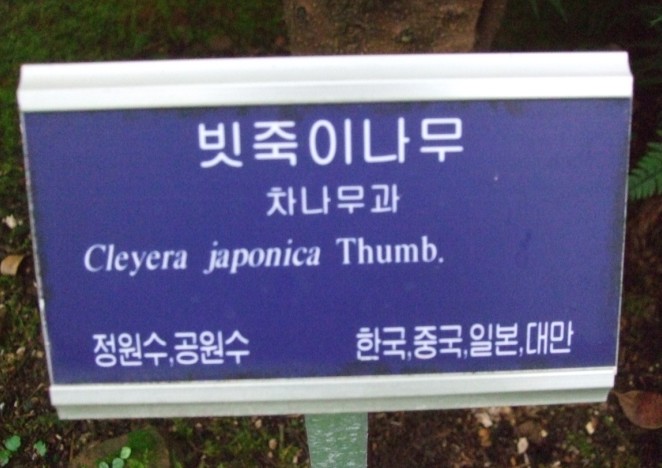 빗죽이나무
차나무과
Cleyera japonica Thumb.
정원수,공원수 한국,중국,일본,대만